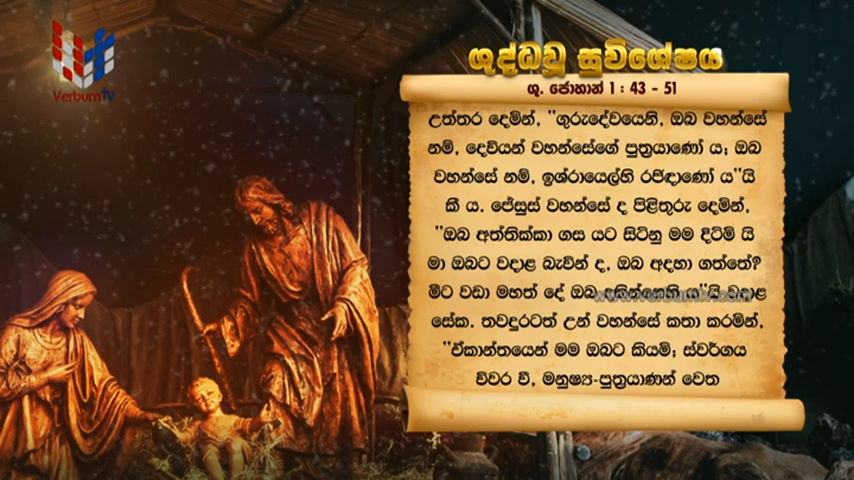 Verbum TV
ශුද්ධවූ සුවිශේෂය
ශු. ජොහාන් 1 : 43 - 51
උත්තර දෙමින්, "ගුරුදේවයෙනි, ඔබ වහන්සේ
නම්, දෙවියන් වහන්සේගේ පුත්‍රයාණෝ ය; ඔබ
වහන්සේ නම්, ඉශ්රායෙල්හි රජිඳාණෝ ය"යි
කී ය. ජේසුස් වහන්සේ ද පිළිතුරු දෙමින්,
"ඔබ අත්තික්කා ගස යට සිටිනු මම දිටිමි යි
මා ඔබට වදාළ බැවින් ද, ඔබ අදහා ගත්තේ?
මීට වඩා මහත් දේ ඔබ වදාළ
සේක. තවදුරටත් උන් වහන්සේ කතා කරමින්,
"ඒකාන්තයෙන් මම ඔබට කියමි; ස්වර්ගය
විවර වී, මනුෂ්‍ය-පුත්‍රයාණන් වෙත